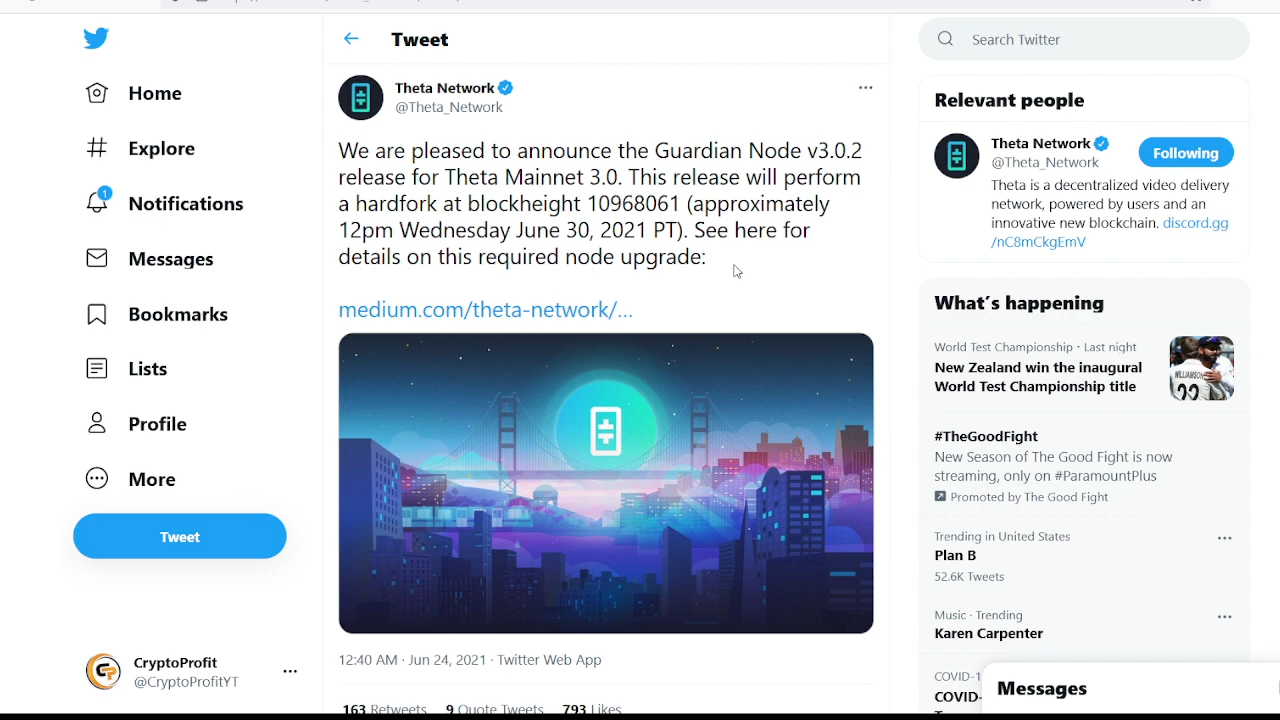 Home
Explore
1
Notifications
Messages
Bookmarks
Lists
Profile
More
Tweet
CryptoProfit
@CryptoProfitYT
Tweet
Theta Network
@Theta_Network
We are pleased to announce the Guardian Node v3.0.2
release for Theta Mainnet 3.0. This release will perform
a hardfork at blockheight 10968061 (approximately
12pm Wednesday June 30, 2021 PT). See here for
details on this required node upgrade:
medium.com/theta-network/...
12:40 AM · Jun 24, 2021 · Twitter Web App
163 Retweets 9 Quote Tweets 793 Likes
Search Twitter
Relevant people
Theta Network
@Theta_Network
Following
Theta is a decentralized video delivery
network, powered by users and an
innovative new blockchain. discord.gg
/nC8mCkgEmV
What's happening
World Test Championship · Last night
New Zealand win the inaugural
World Test Championship title
WILLIAMSON
22
#TheGoodFight
New Season of The Good Fight is now
streaming, only on #ParamountPlus
Promoted by The Good Fight
Trending in United States
Plan B
52.6K Tweets
Music · Trending
Karen Carpenter
COVID-1
COVID-
Messages